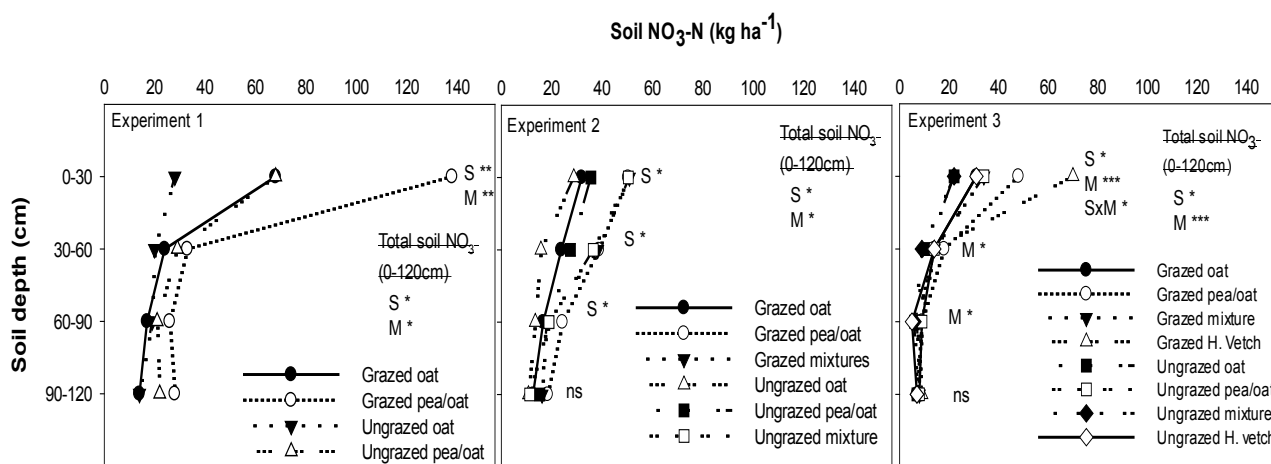 Soil NO3-N (kg ha-1)
0 20 40 60 80 100 120 140
0 20 40 60 80 100 120 140
0 20 40 60 80 100 120 140
Soil depth (cm)
0-30
30-60
60-90
90-120
Experiment 1
S **
M **
Total soil NO3-
(0-120cm)
S *
M *
Grazed oat
Grazed pea/oat
Ungrazed oat
Ungrazed pea/oat
Experiment 2
Total soil NO3
(0-120cm)
S *
M *
S *
S *
S *
ns
Grazed oat
Grazed pea/oat
Grazed mixtures
Ungrazed oat
Ungrazed pea/oat
Ungrazed mixture
Experiment 3
S *
M ***
SxM *
Total soil NO3-
(0-120cm)
S *
M ***
M *
M *
ns
Grazed oat
Grazed pea/oat
Grazed mixture
Grazed H. Vetch
Ungrazed oat
Ungrazed pea/oat
Ungrazed mixture
Ungrazed H. vetch